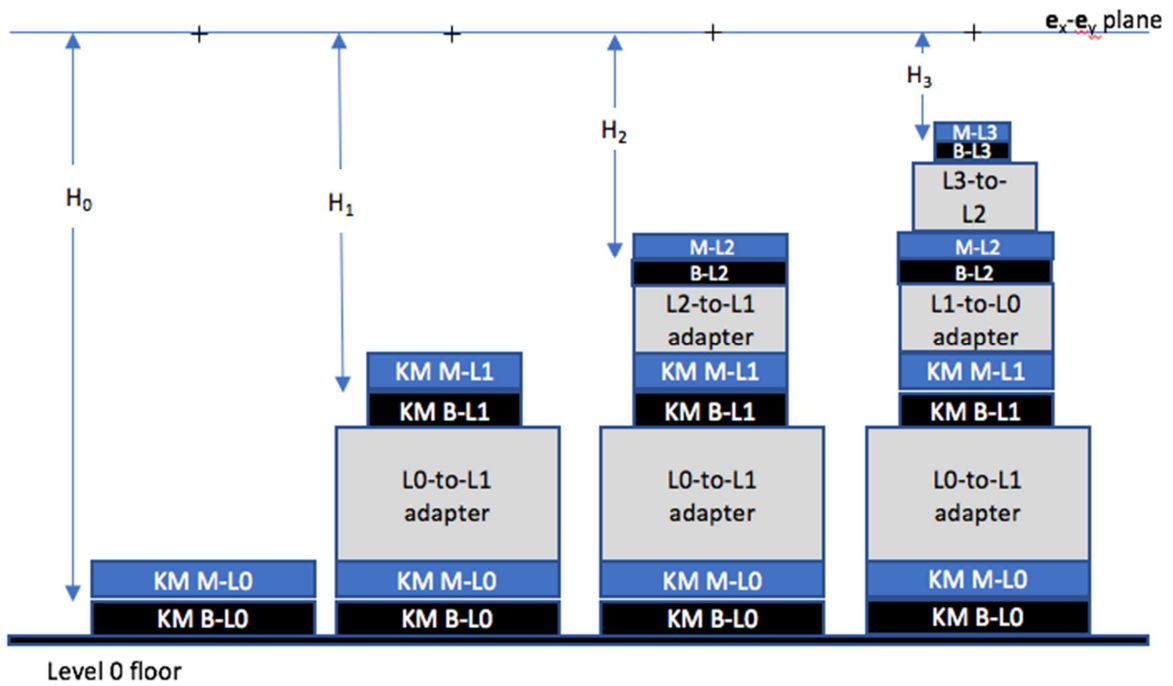 eₓ-eᵧ plane
H₃
H₂
H₀
H₁
M-L3
B-L3
L3-to-
L2
M-L2
B-L2
L2-to-L1
adapter
M-L2
B-L2
L1-to-L0
adapter
KM M-L1
KM B-L1
KM M-L1
KM B-L1
KM M-L1
KM B-L1
L0-to-L1
adapter
L0-to-L1
adapter
L0-to-L1
adapter
KM M-L0
KM B-L0
KM M-L0
KM B-L0
KM M-L0
KM B-L0
KM M-L0
KM B-L0
Level 0 floor